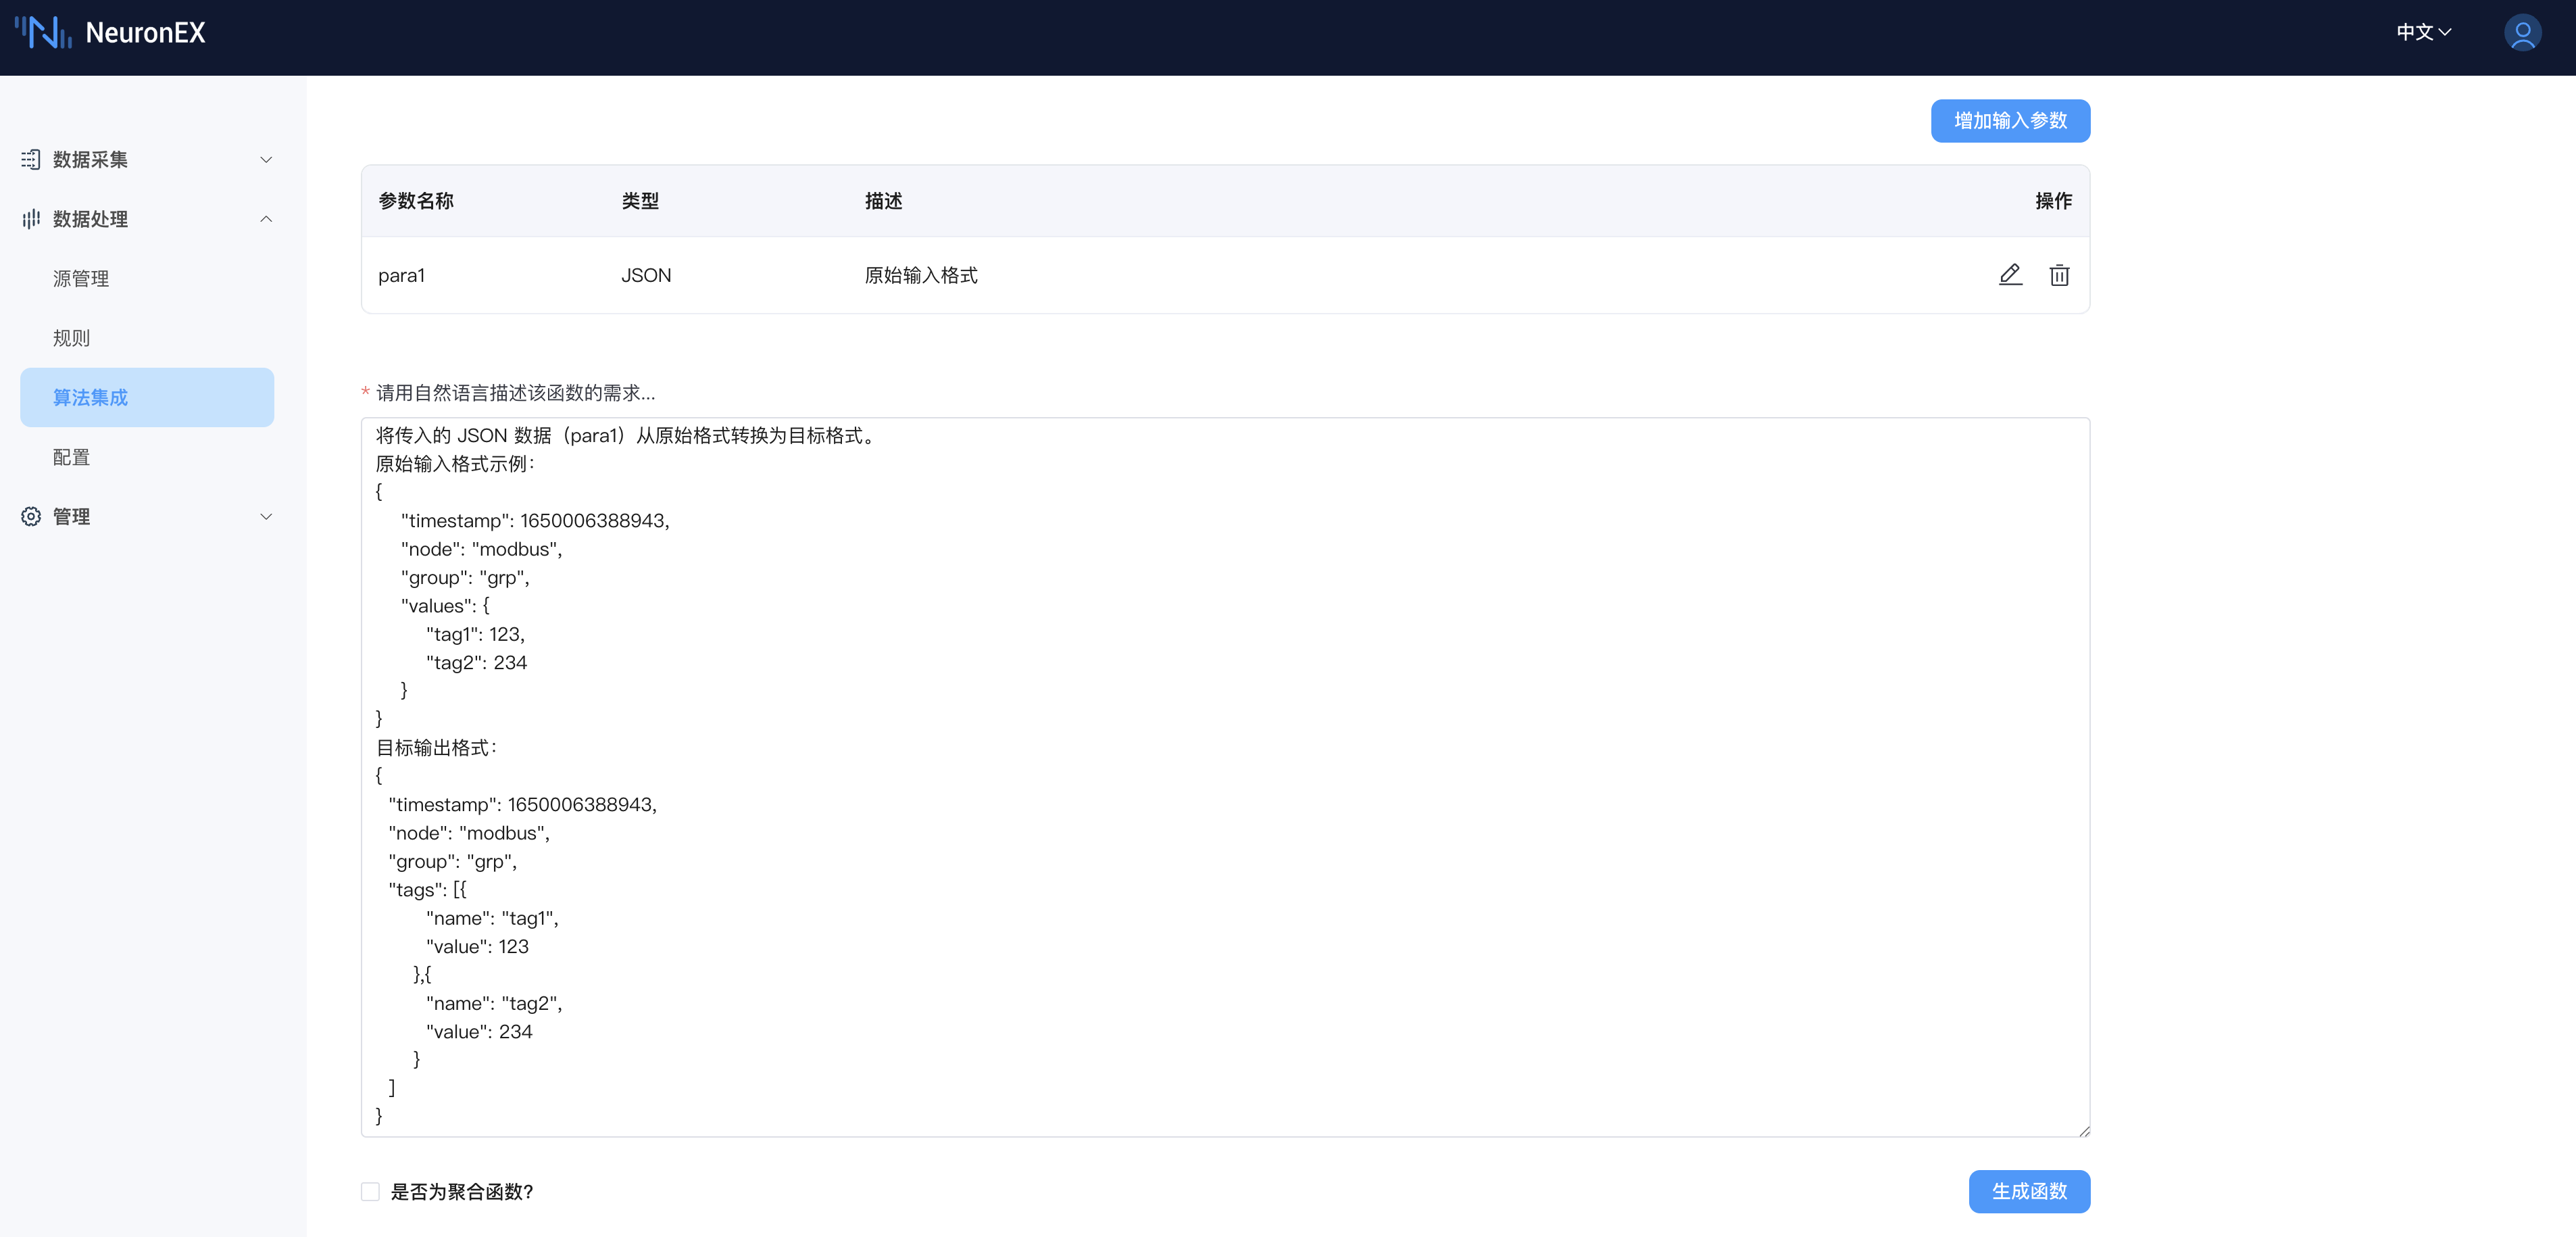 NeuronEX
中文
数据采集
数据处理
源管理
规则
算法集成
配置
管理
增加输入参数
参数名称 类型 描述 操作
para1 JSON 原始输入格式
* 请用自然语言描述该函数的需求...
将传入的 JSON 数据（para1）从原始格式转换为目标格式。
原始输入格式示例：
{
"timestamp": 1650006388943,
"node": "modbus",
"group": "grp",
"values": {
"tag1": 123,
"tag2": 234
}
}
目标输出格式：
{
"timestamp": 1650006388943,
"node": "modbus",
"group": "grp",
"tags": [{
"name": "tag1",
"value": 123
},{
"name": "tag2",
"value": 234
}
]
}
是否为聚合函数?
生成函数